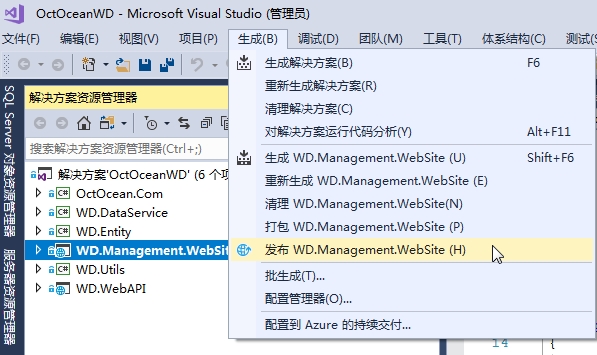 OctOceanWD - Microsoft Visual Studio (管理员)
文件(F) 编辑(E) 视图(V) 项目(P) 生成(B) 调试(D) 团队(M) 工具(T) 体系结构(C) 测试(S
生成解决方案(B) F6
重新生成解决方案(R)
清理解决方案(C)
对解决方案运行代码分析(Y) Alt+F11
生成 WD.Management.WebSite (U) Shift+F6
重新生成 WD.Management.WebSite (E)
清理 WD.Management.WebSite(N)
打包 WD.Management.WebSite (P)
发布 WD.Management.WebSite (H)
批生成(T)...
配置管理器(O)...
配置到 Azure 的持续交付...
SQL Server 对象资源管理器
服务器资源管理器
解决方案资源管理器
搜索解决方案资源管理器(Ctrl+;)
解决方案'OctOceanWD' (6 个项
OctOcean.Com
WD.DataService
WD.Entity
WD.Management.WebSit
WD.Utils
WD.WebAPI
14 {